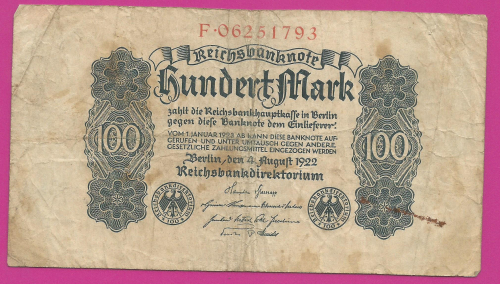 F·06251793
Reichsbanknote
Hundert Mark
zahlt die Reichsbankhauptkasse in Berlin
gegen diese Banknote dem Einlieferer.
VOM 1. JANUAR 1923 AB KANN DIESE BANKNOTE AUF-
GERUFEN UND UNTER UMTAUSCH GEGEN ANDERE
GESETZLICHE ZAHLUNGSMITTEL EINGEZOGEN WERDEN
100 100
Berlin, den 4. August 1922
Reichsbankdirektorium
100 100